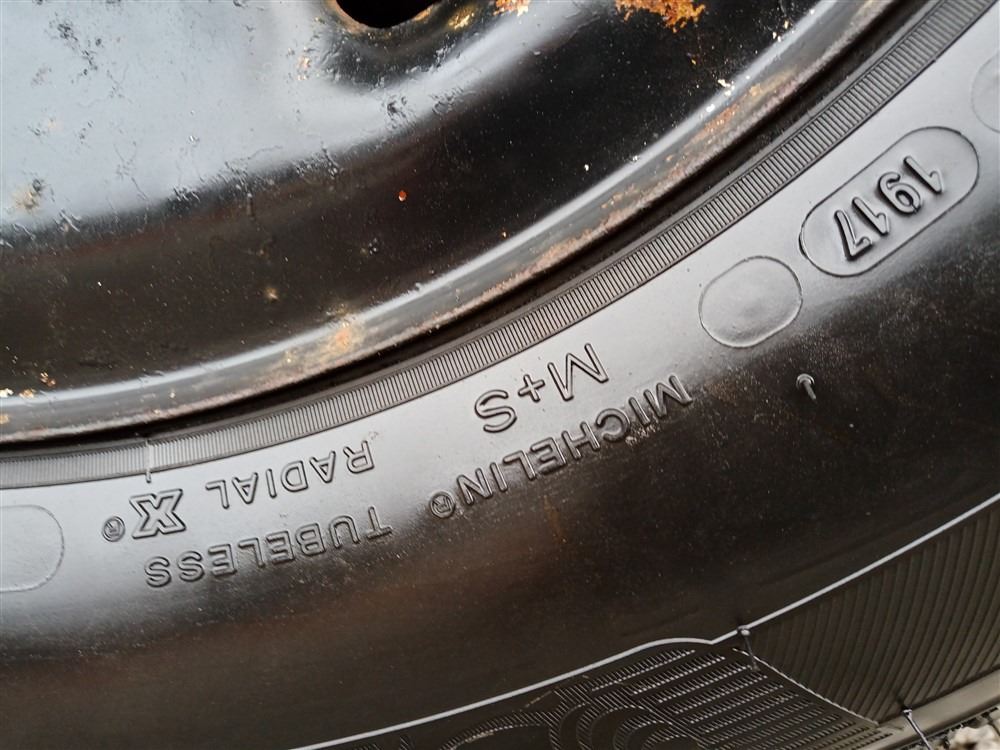 1917
MICHELIN® TUBELESS
M+S
RADIAL X®